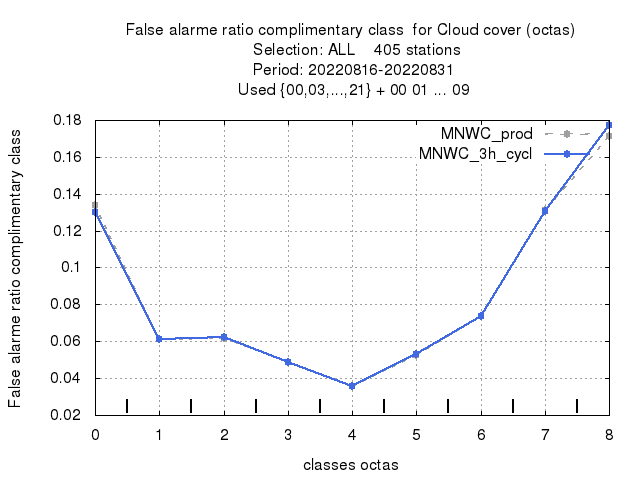 False alarme ratio complimentary class  for Cloud cover (octas)
Selection: ALL    405 stations
Period: 20220816-20220831
Used {00,03,...,21} + 00 01 ... 09
MNWC_prod
MNWC_3h_cycl
False alarme ratio complimentary class
0.18
0.16
0.14
0.12
0.1
0.08
0.06
0.04
0.02
0 1 2 3 4 5 6 7 8
classes octas